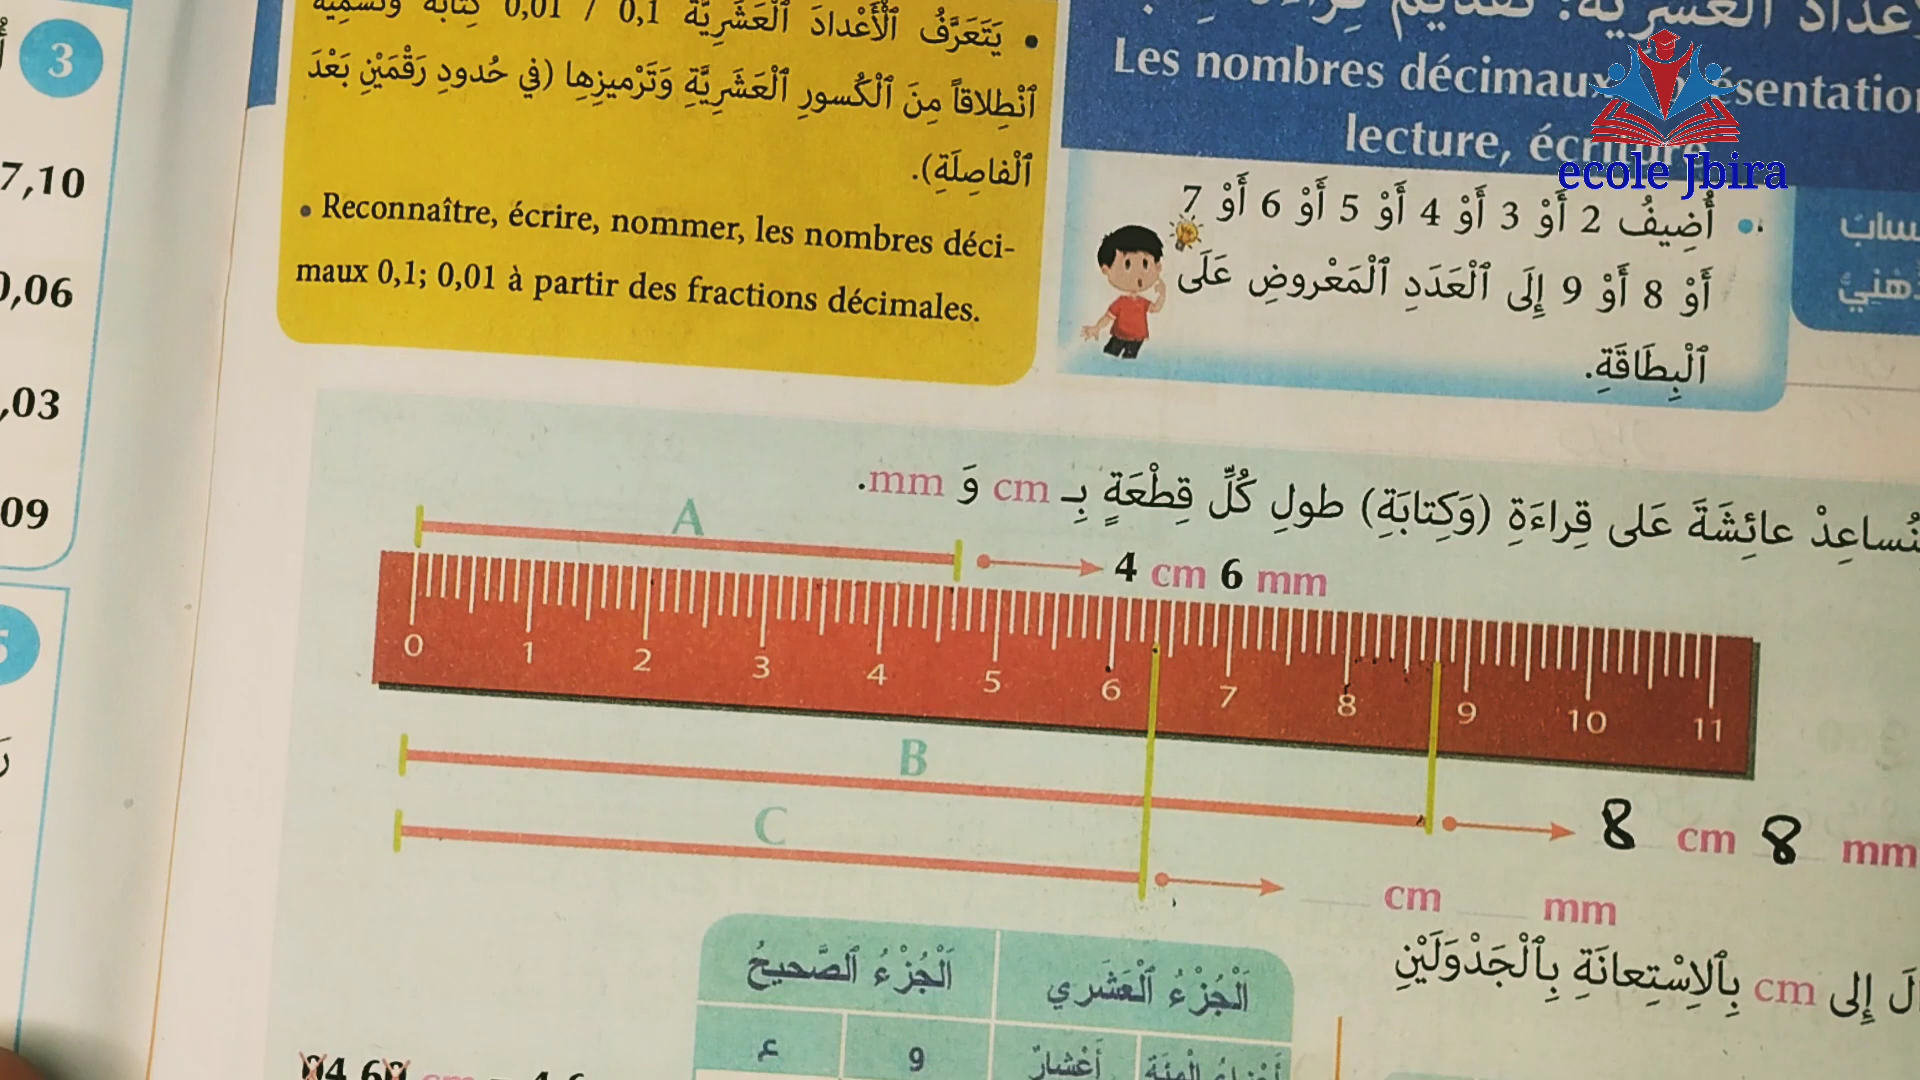 3
7,10
0,06
,03
09
5
يَتَعَرَّفُ ٱلْأَعْدادَ ٱلْعَشَرِيَّةَ 0,1 / 0,01 كِتابَةً وَتَسْمِيَةً
ٱنْطِلاقاً مِنَ ٱلْكُسورِ ٱلْعَشَرِيَّةِ وَتَرْميزِها (في حُدودِ رَقْمَيْنِ بَعْدَ
ٱلْفاصِلَةِ).
• Reconnaître, écrire, nommer, les nombres déci-
maux 0,1; 0,01 à partir des fractions décimales.
Les nombres décimaux
lecture,
ecole Jbira
أُضِيفُ 2 أَوْ 3 أَوْ 4 أَوْ 5 أَوْ 6 أَوْ 7
أَوْ 8 أَوْ 9 إِلَى ٱلْعَدَدِ ٱلْمَعْروضِ عَلَى
ٱلْبِطَاقَةِ.
نُساعِدْ عائِشَةَ عَلى قِراءَةِ (وَكِتابَةِ) طولِ كُلِّ قِطْعَةٍ بِـ cm وَ mm.
A
4 cm 6 mm
0 1 2 3 4 5 6 7 8 9 10 11
B
8 cm 8 mm
C
cm mm
إِلى cm بِٱلِاسْتِعانَةِ بِٱلْجَدْوَلَيْنِ
ٱلْجُزْءُ ٱلْعَشَري ٱلْجُزْءُ ٱلصَّحيحُ
أَعْشارٌ و ع